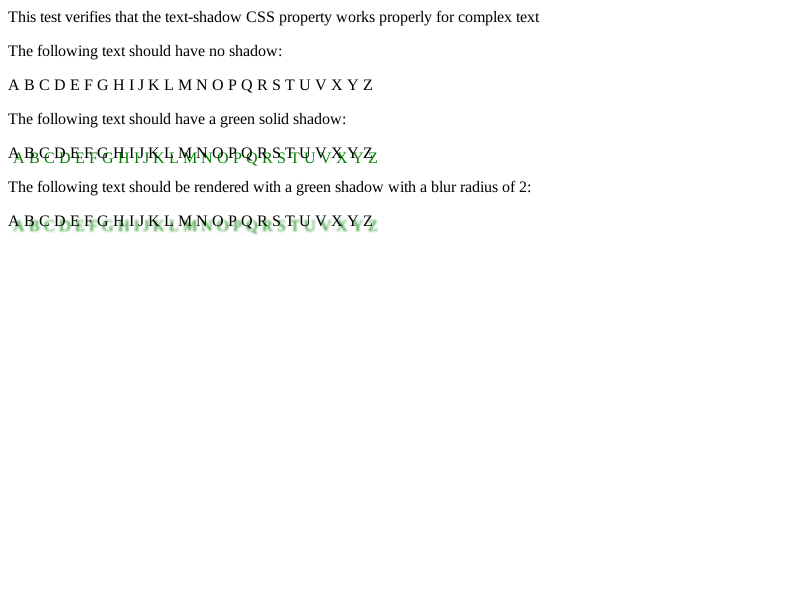 This test verifies that the text-shadow CSS property works properly for complex text
The following text should have no shadow:
A B C D E F G H I J K L M N O P Q R S T U V X Y Z
The following text should have a green solid shadow:
A B C D E F G H I J K L M N O P Q R S T U V X Y Z
The following text should be rendered with a green shadow with a blur radius of 2:
A B C D E F G H I J K L M N O P Q R S T U V X Y Z